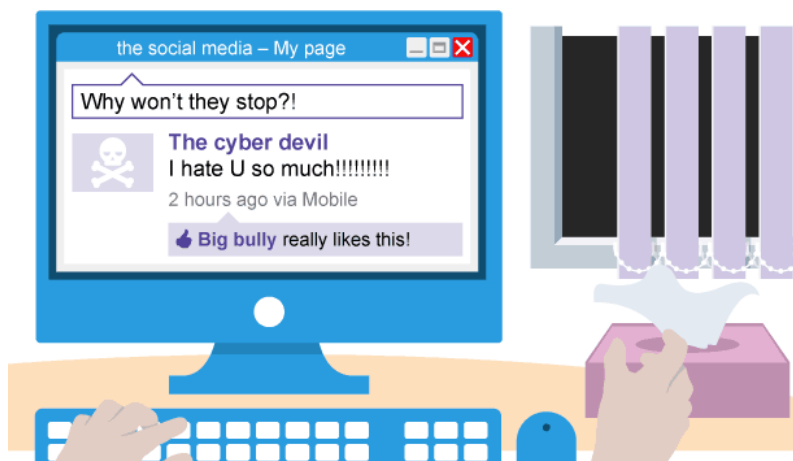 the social media – My page
Why won't they stop?!
The cyber devil
I hate U so much!!!!!!!!!
2 hours ago via Mobile
Big bully really likes this!